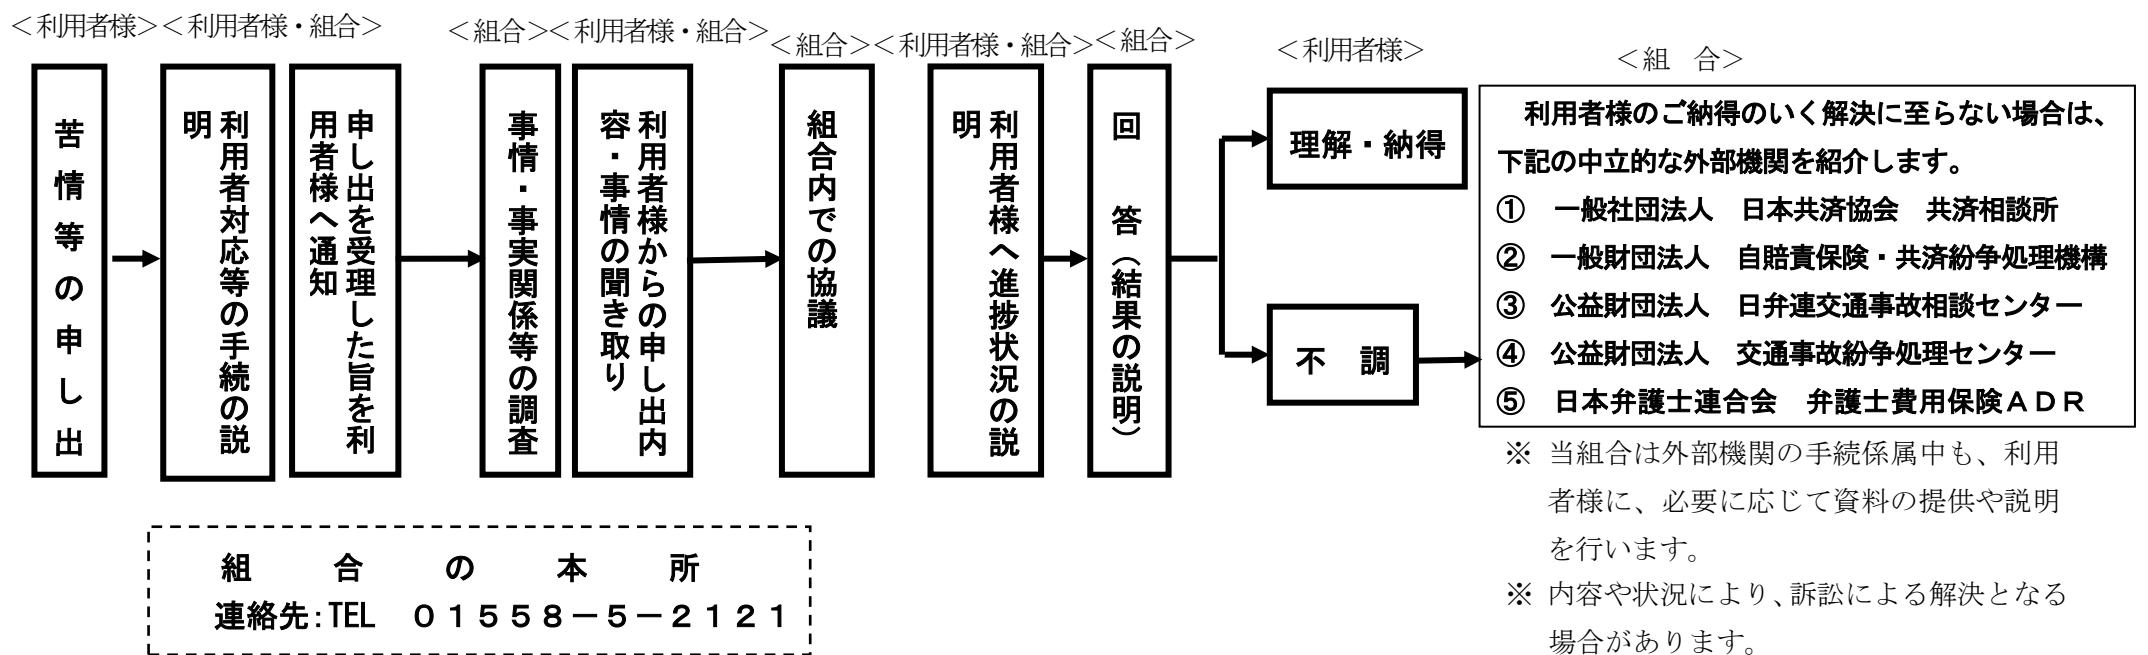 ＜利用者様＞
＜利用者様・組合＞
＜組合＞
＜利用者様・組合＞
＜組合＞
＜利用者様・組合＞
＜組合＞
＜利用者様＞
＜組　合＞
苦情等の申し出
利用者対応等の手続の説
明
申し出を受理した旨を利
用者様へ通知
事情・事実関係等の調査
利用者様からの申し出内
容・事情の聞き取り
組合内での協議
利用者様へ進捗状況の説
明
回　答（結果の説明）
理解・納得
不　調
利用者様のご納得のいく解決に至らない場合は、
下記の中立的な外部機関を紹介します。
①　一般社団法人　日本共済協会　共済相談所
②　一般財団法人　自賠責保険・共済紛争処理機構
③　公益財団法人　日弁連交通事故相談センター
④　公益財団法人　交通事故紛争処理センター
⑤　日本弁護士連合会　弁護士費用保険ＡＤＲ
※ 当組合は外部機関の手続係属中も、利用
者様に、必要に応じて資料の提供や説明
を行います。
※ 内容や状況により、訴訟による解決となる
場合があります。
組　合　の　本　所
連絡先：TEL　０１５５８－５－２１２１